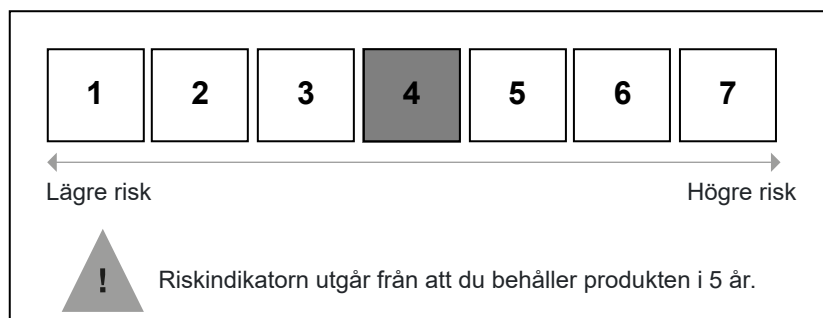 1 2 3 4 5 6 7
Lägre risk Högre risk
! Riskindikatorn utgår från att du behåller produkten i 5 år.